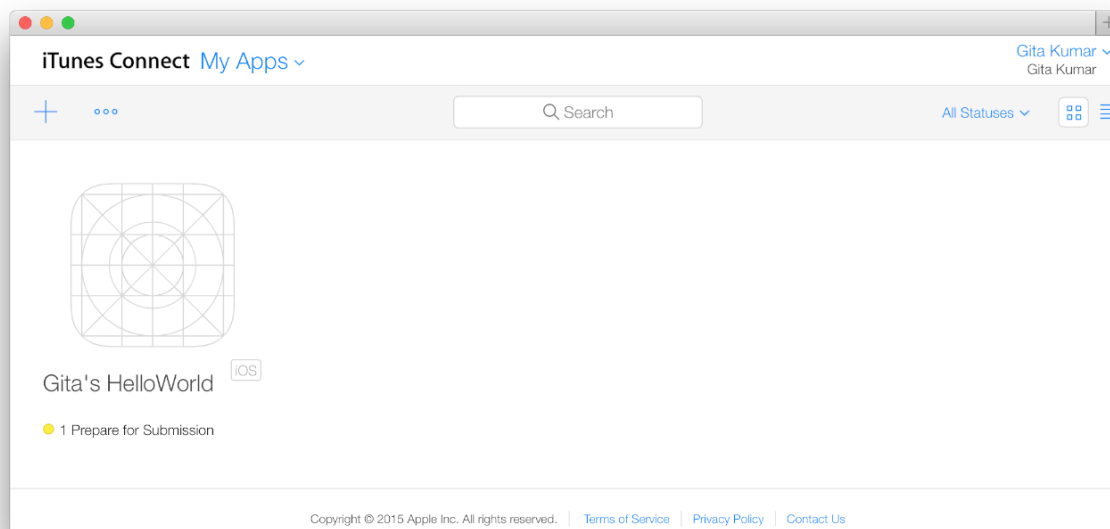 iTunes Connect My Apps
Gita Kumar
Gita Kumar
Search
All Statuses
Gita's HelloWorld iOS
1 Prepare for Submission
Copyright © 2015 Apple Inc. All rights reserved. Terms of Service Privacy Policy Contact Us